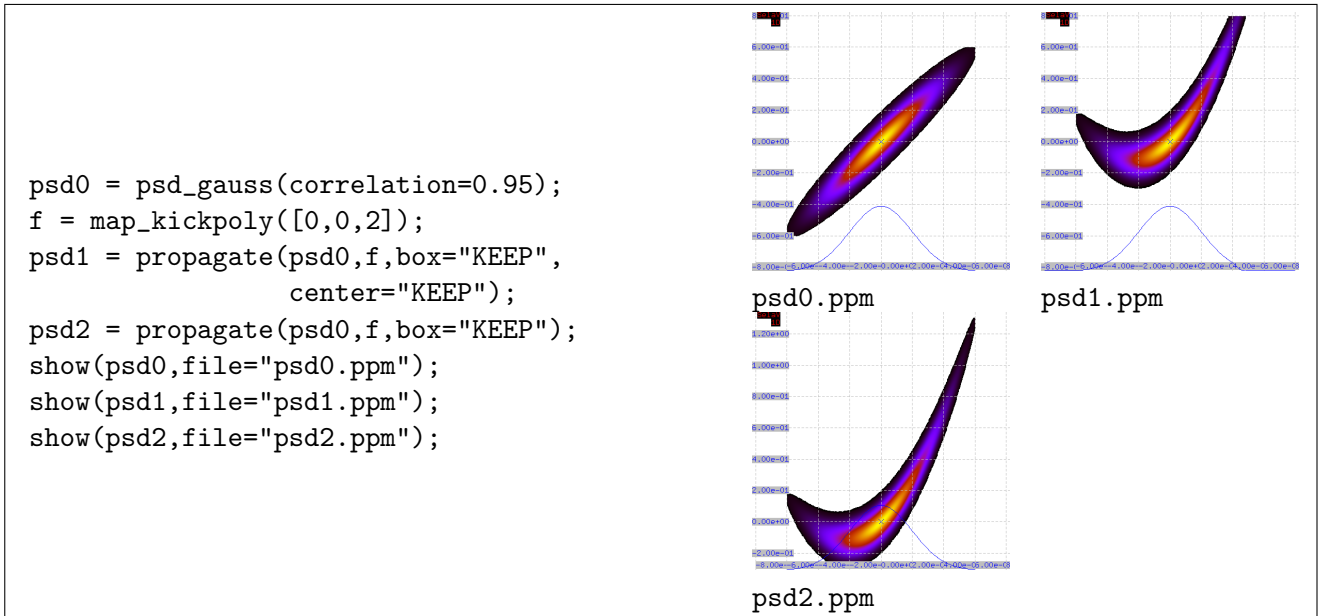 psd0 = psd_gauss(correlation=0.95);
f = map_kickpoly([0,0,2]);
psd1 = propagate(psd0,f,box="KEEP",
center="KEEP");
psd2 = propagate(psd0,f,box="KEEP");
show(psd0,file="psd0.ppm");
show(psd1,file="psd1.ppm");
show(psd2,file="psd2.ppm");
6.00e-01
4.00e-01
2.00e-01
0.00e+00
-2.00e-01
-4.00e-01
-6.00e-01
psd0.ppm
6.00e-01
4.00e-01
2.00e-01
0.00e+00
-2.00e-01
-4.00e-01
-6.00e-01
psd1.ppm
1.20e+00
1.00e+00
8.00e-01
6.00e-01
4.00e-01
2.00e-01
0.00e+00
-2.00e-01
psd2.ppm